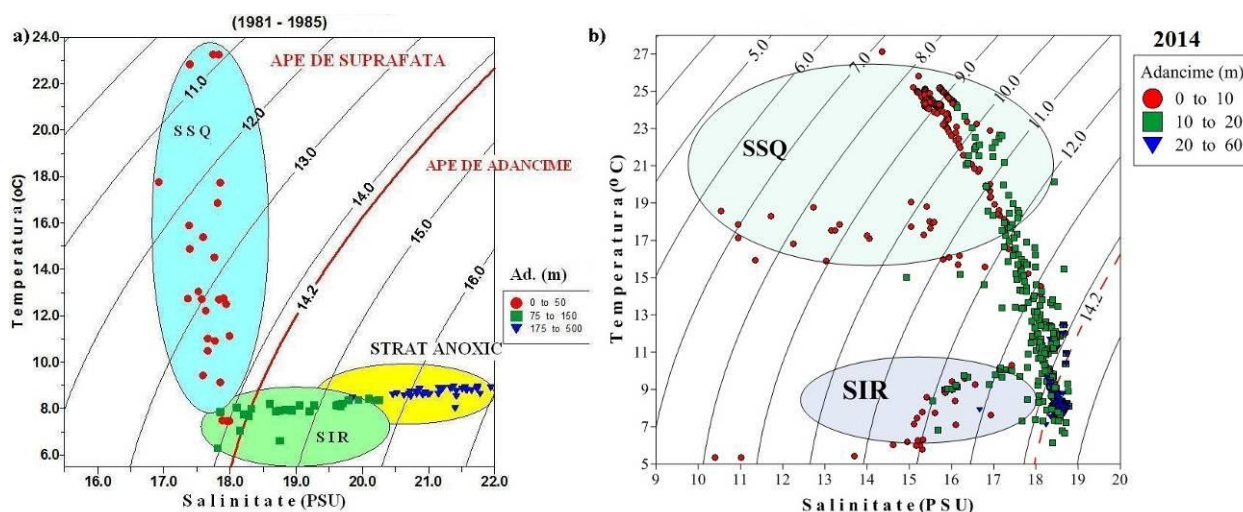 (1981 - 1985)
a)
24.0
22.0
20.0
18.0
16.0
14.0
12.0
10.0
8.0
6.0
Temperatura (oC)
APE DE SUPRAFATA
11.0
SSQ
12.0
13.0
APE DE ADANCIME
14.0
15.0
14.2
16.0
Ad. (m)
0 to 50
75 to 150
175 to 500
STRAT ANOXIC
SIR
16.0 17.0 18.0 19.0 20.0 21.0 22.0
Salinitate (PSU)
b)
27
25
23
21
19
17
15
13
11
9
7
5
Temperatura (⁰ C)
5.0
6.0
7.0
8.0
9.0
10.0
11.0
12.0
SSQ
14.2
SIR
9 10 11 12 13 14 15 16 17 18 19 20
Salinitate (PSU)
2014
Adancime (m)
0 to 10
10 to 20
20 to 60